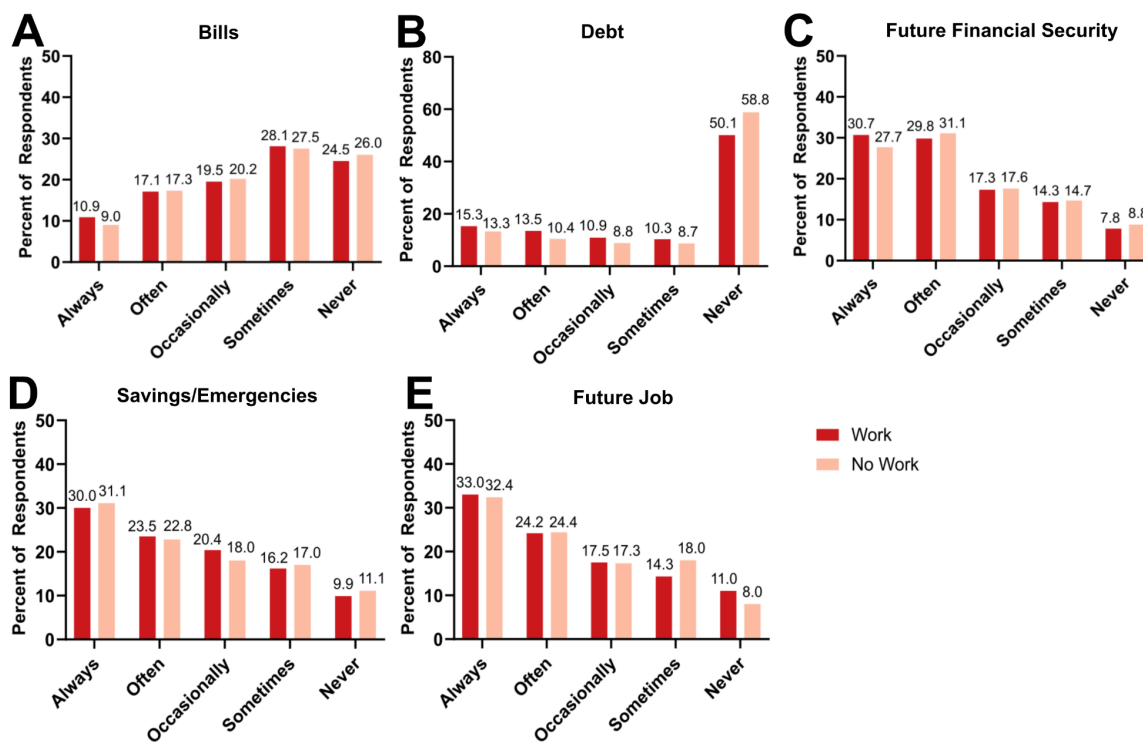 A
Bills
Percent of Respondents
50
40
30
20
10
0
10.9
9.0
17.1
17.3
19.5
20.2
28.1
27.5
24.5
26.0
Always
Often
Occasionally
Sometimes
Never
B
Debt
Percent of Respondents
80
60
40
20
0
15.3
13.3
13.5
10.4
10.9
8.8
10.3
8.7
50.1
58.8
Always
Often
Occasionally
Sometimes
Never
C
Future Financial Security
Percent of Respondents
50
40
30
20
10
0
30.7
27.7
29.8
31.1
17.3
17.6
14.3
14.7
7.8
8.8
Always
Often
Occasionally
Sometimes
Never
D
Savings/Emergencies
Percent of Respondents
50
40
30
20
10
0
30.0
31.1
23.5
22.8
20.4
18.0
16.2
17.0
9.9
11.1
Always
Often
Occasionally
Sometimes
Never
E
Future Job
Percent of Respondents
50
40
30
20
10
0
33.0
32.4
24.2
24.4
17.5
17.3
14.3
18.0
11.0
8.0
Always
Often
Occasionally
Sometimes
Never
Work
No Work